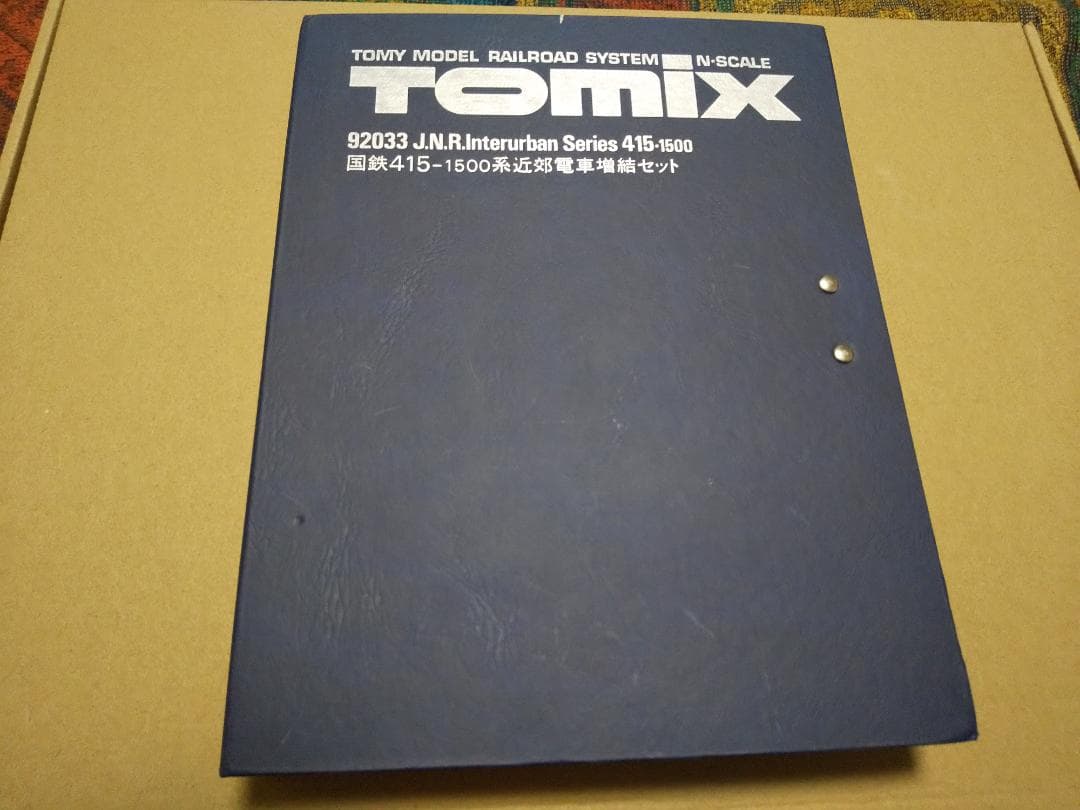 TOMY MODEL RAILROAD SYSTEM N-SCALE
TOMIX
92033 J.N.R.Interurban Series 415-1500
国鉄415-1500系近郊電車増結セット